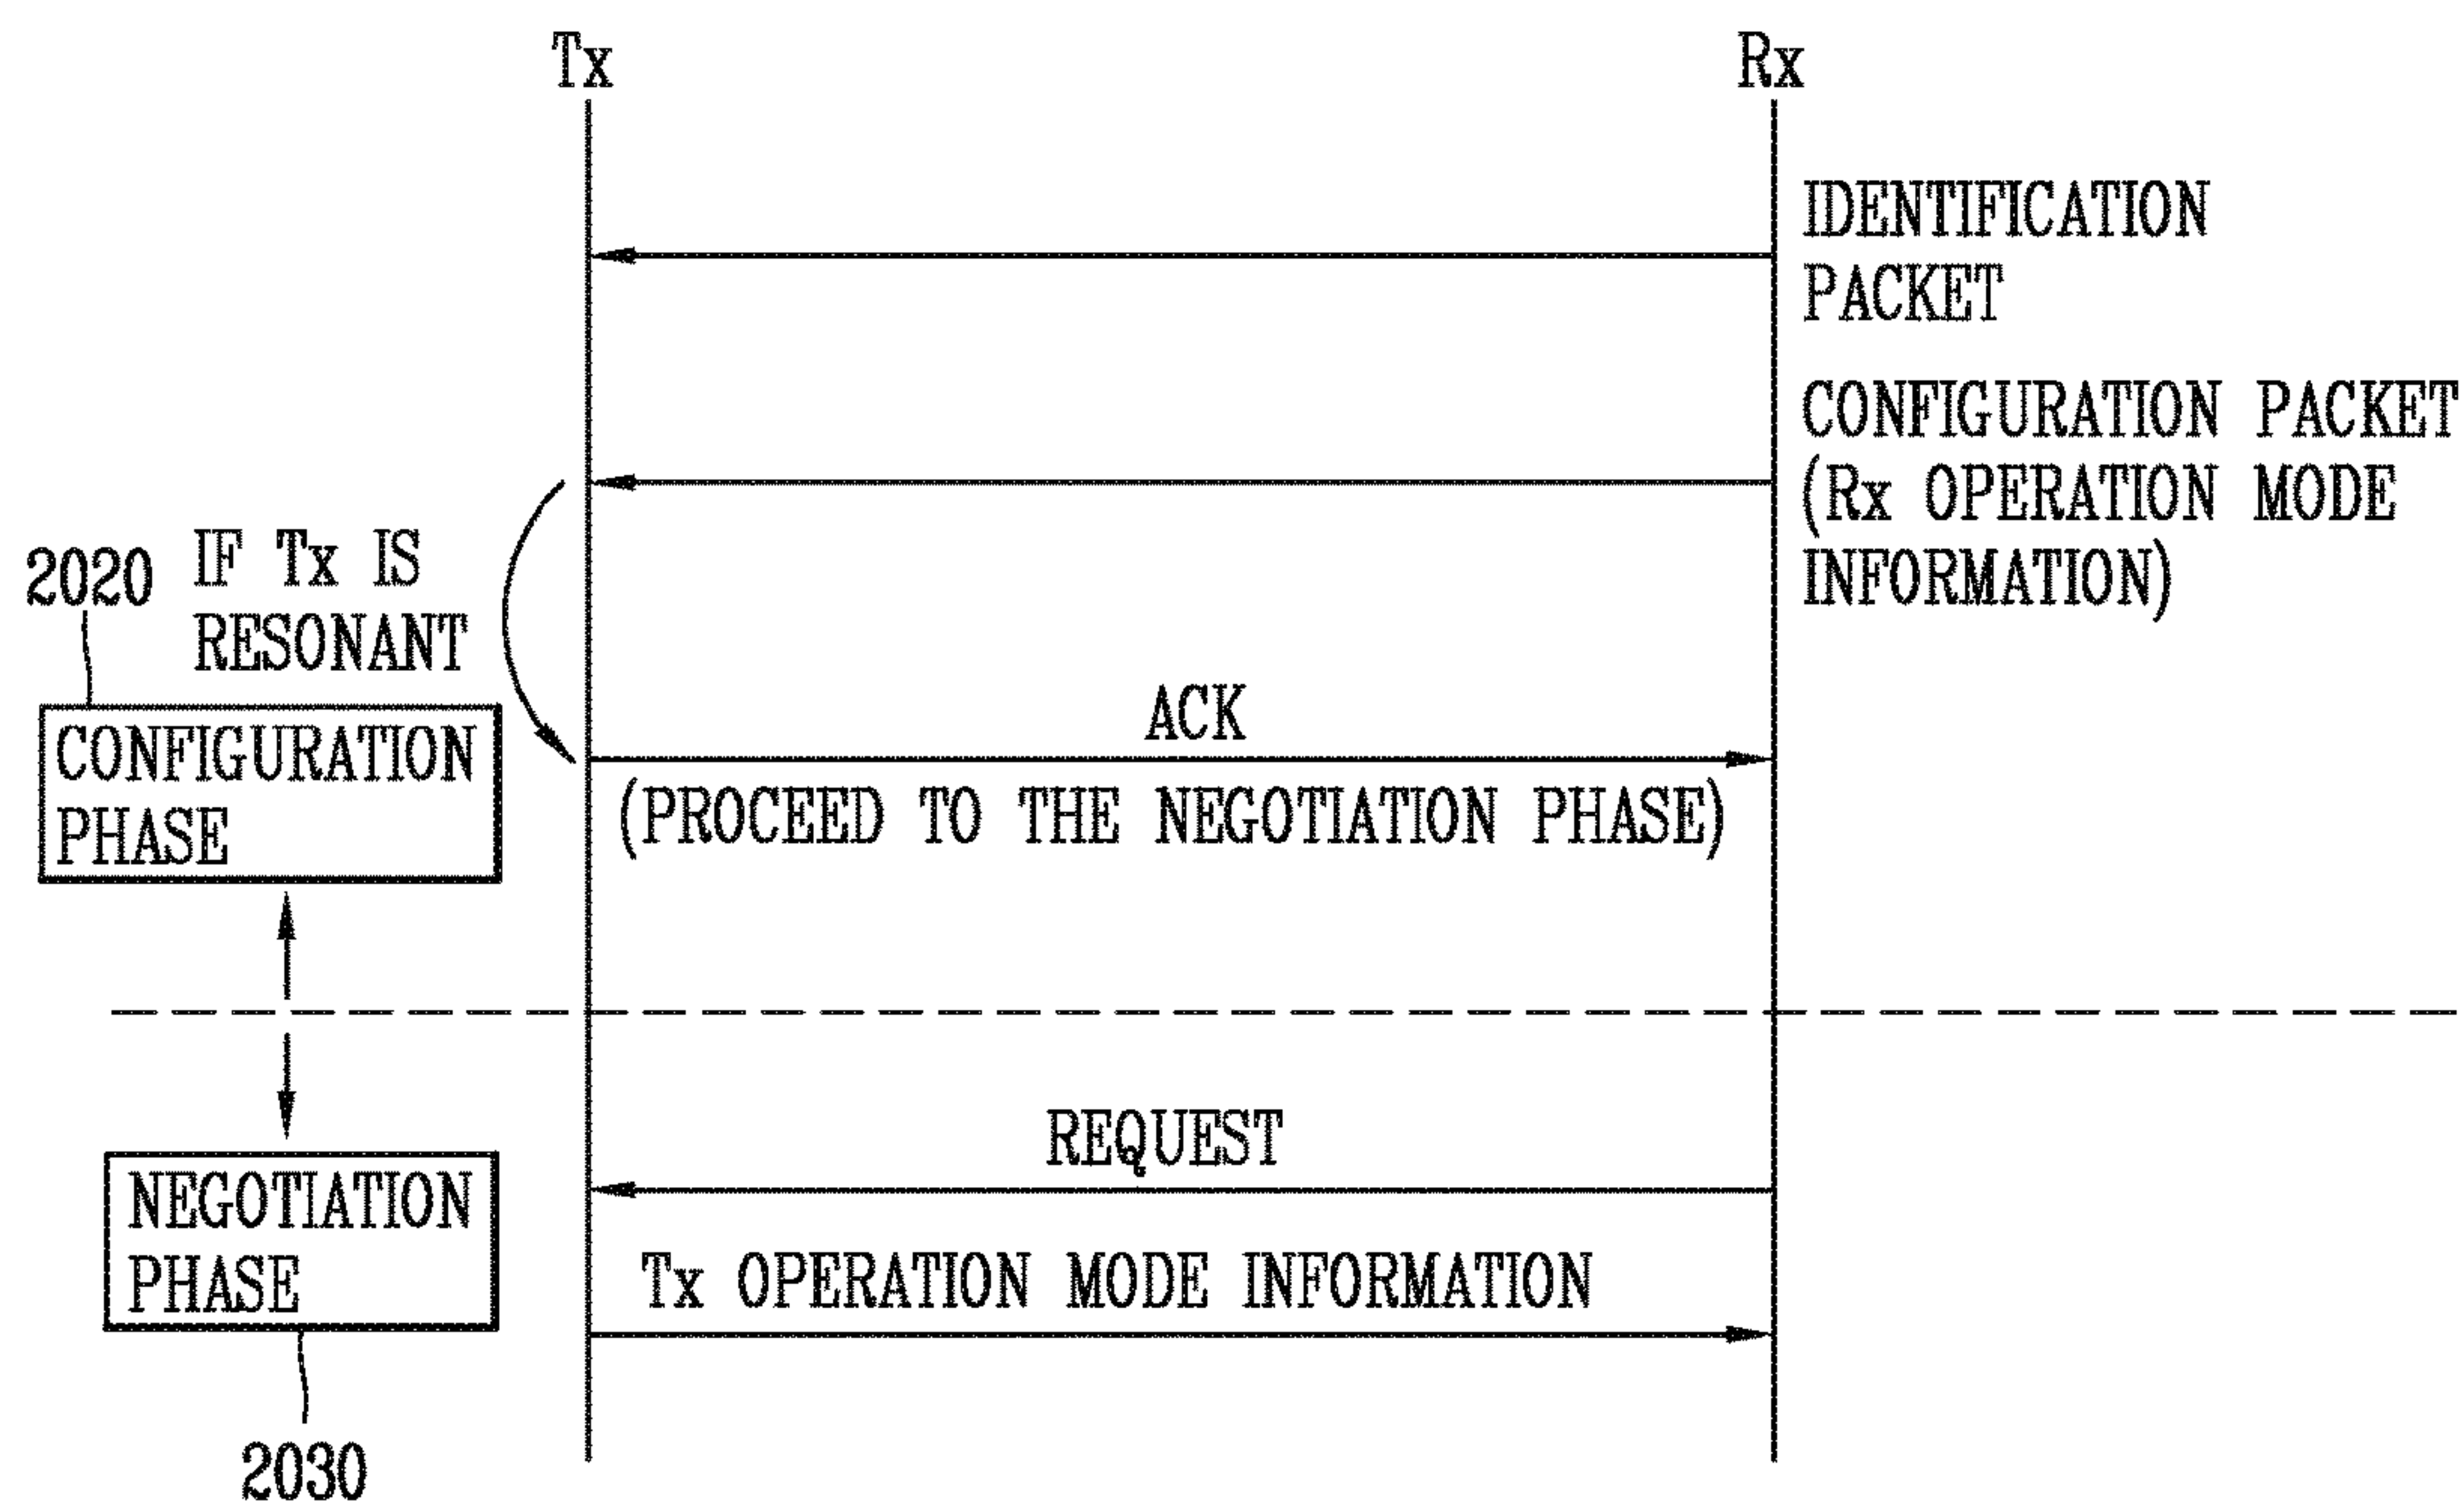 Tx
Rx
IDENTIFICATION
PACKET
CONFIGURATION PACKET
(Rx OPERATION MODE
INFORMATION)
2020
IF Tx IS
RESONANT
CONFIGURATION
PHASE
ACK
(PROCEED TO THE NEGOTIATION PHASE)
REQUEST
NEGOTIATION
PHASE
Tx OPERATION MODE INFORMATION
2030